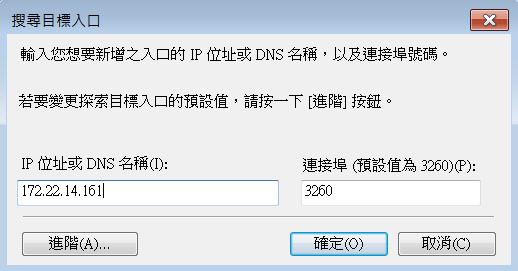 搜尋目標入口
輸入您想要新增之入口的 IP 位址或 DNS 名稱，以及連接埠號碼。
若要變更探索目標入口的預設值，請按一下 [進階] 按鈕。
IP 位址或 DNS 名稱(I): 連接埠 (預設值為 3260)(P):
172.22.14.161 3260
進階(A)... 確定(O) 取消(C)